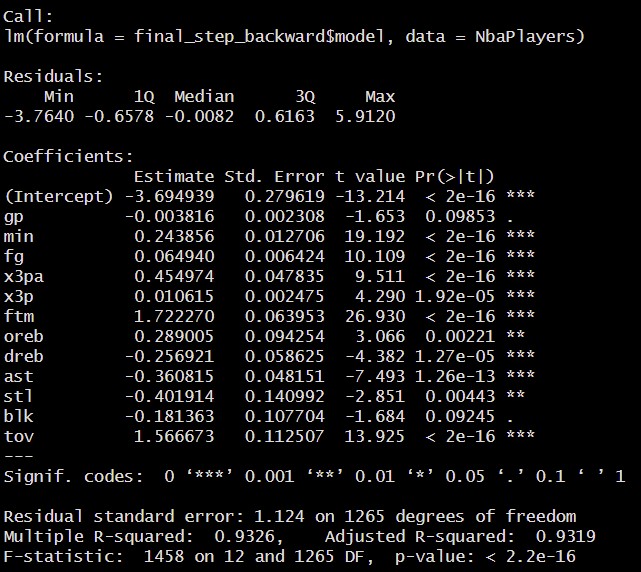 Call:
lm(formula = final_step_backward$model, data = NbaPlayers)
Residuals:
Min 1Q Median 3Q Max
-3.7640 -0.6578 -0.0082 0.6163 5.9120
Coefficients:
Estimate Std. Error t value Pr(>|t|)
(Intercept) -3.694939 0.279619 -13.214 < 2e-16 ***
gp -0.003816 0.002308 -1.653 0.09853 .
min 0.243856 0.012706 19.192 < 2e-16 ***
fg 0.064940 0.006424 10.109 < 2e-16 ***
x3pa 0.454974 0.047835 9.511 < 2e-16 ***
x3p 0.010615 0.002475 4.290 1.92e-05 ***
ftm 1.722270 0.063953 26.930 < 2e-16 ***
oreb 0.289005 0.094254 3.066 0.00221 **
dreb -0.256921 0.058625 -4.382 1.27e-05 ***
ast -0.360815 0.048151 -7.493 1.26e-13 ***
stl -0.401914 0.140992 -2.851 0.00443 **
blk -0.181363 0.107704 -1.684 0.09245 .
tov 1.566673 0.112507 13.925 < 2e-16 ***
---
Signif. codes: 0 ‘***’ 0.001 ‘**’ 0.01 ‘*’ 0.05 ‘.’ 0.1 ‘ ’ 1
Residual standard error: 1.124 on 1265 degrees of freedom
Multiple R-squared: 0.9326, Adjusted R-squared: 0.9319
F-statistic: 1458 on 12 and 1265 DF, p-value: < 2.2e-16